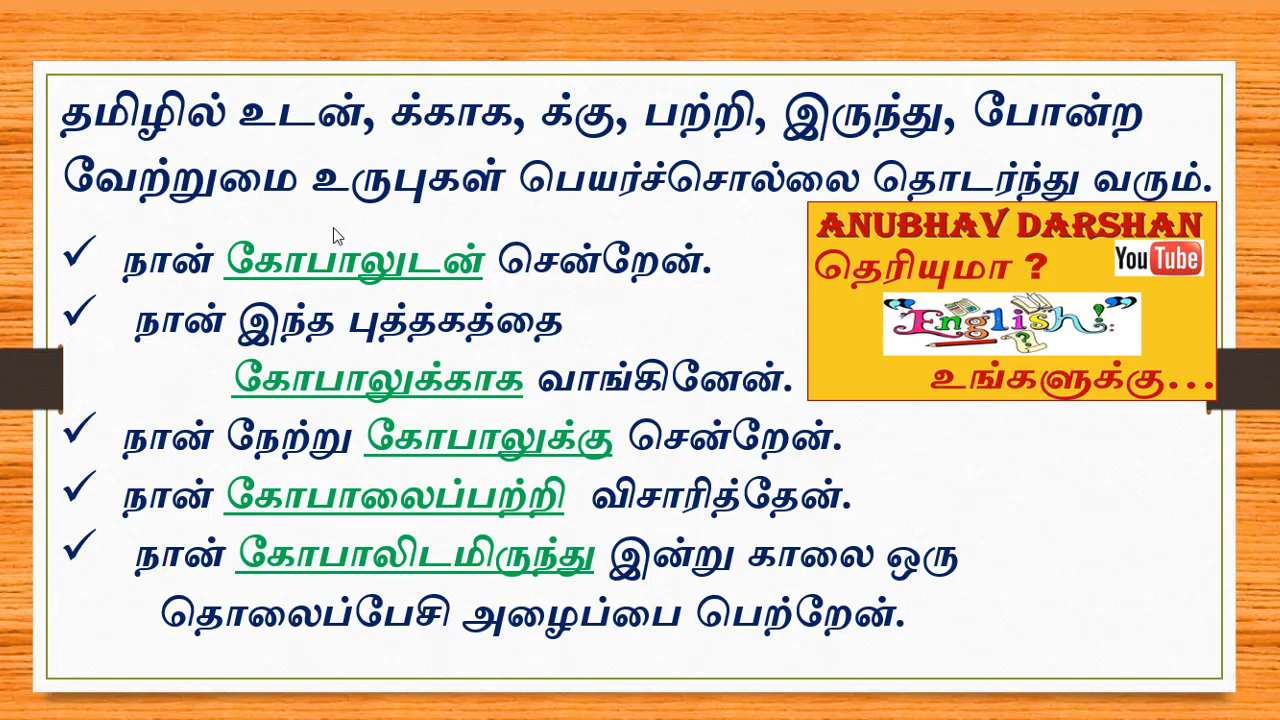 தமிழில் உடன், க்காக, க்கு, பற்றி, இருந்து, போன்ற
வேற்றுமை உருபுகள் பெயர்ச்சொல்லை தொடர்ந்து வரும்.
ANUBHAV DARSHAN
தெரியுமா ?
YouTube
"English!"
?
உங்களுக்கு...
✓ நான் கோபாலுடன் சென்றேன்.
✓ நான் இந்த புத்தகத்தை
கோபாலுக்காக வாங்கினேன்.
✓ நான் நேற்று கோபாலுக்கு சென்றேன்.
✓ நான் கோபாலைப்பற்றி விசாரித்தேன்.
✓ நான் கோபாலிடமிருந்து இன்று காலை ஒரு
தொலைப்பேசி அழைப்பை பெற்றேன்.